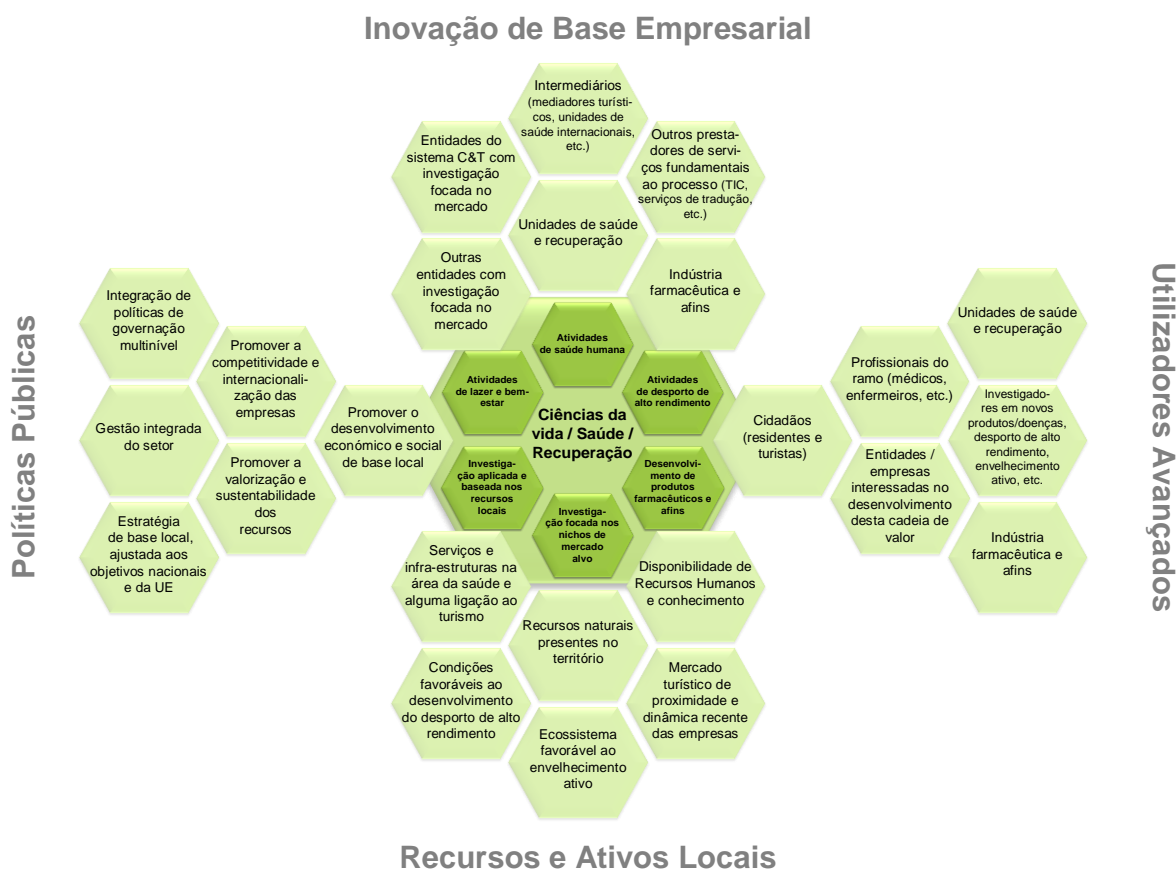 Inovação de Base Empresarial
Intermediários
(mediadores turísti-
cos, unidades de
saúde internacionais,
etc.)
Entidades do
sistema C&T com
investigação
focada no
mercado
Outros presta-
dores de servi-
ços fundamentais
ao processo (TIC,
serviços de tradução,
etc.)
Unidades de saúde
e recuperação
Outras
entidades com
investigação
focada no
mercado
Indústria
farmacêutica e
afins
Políticas Públicas
Integração de
políticas de
governação
multinível
Promover a
competitividade e
internacionali-
zação das
empresas
Gestão integrada
do setor
Promover o
desenvolvimento
económico e social
de base local
Promover a
valorização e
sustentabilidade
dos
recursos
Estratégia
de base local,
ajustada aos
objetivos nacionais
e da UE
Atividades
de saúde humana
Atividades
de lazer e bem-
estar
Atividades
de desporto de
alto rendimento
Ciências da
vida / Saúde /
Recuperação
Investiga-
ção aplicada e
baseada nos
recursos
locais
Desenvolvi-
mento de
produtos
farmacêuticos e
afins
Investiga-
ção focada nos
nichos de
mercado
alvo
Utilizadores Avançados
Unidades de saúde
e recuperação
Profissionais do
ramo (médicos,
enfermeiros, etc.)
Cidadãos
(residentes e
turistas)
Investigado-
res em novos
produtos/doenças,
desporto de alto
rendimento,
envelhecimento
ativo, etc.
Entidades /
empresas
interessadas no
desenvolvimento
desta cadeia de
valor
Indústria
farmacêutica e
afins
Serviços e
infra-estruturas na
área da saúde e
alguma ligação ao
turismo
Disponibilidade de
Recursos Humanos
e conhecimento
Recursos naturais
presentes no
território
Condições
favoráveis ao
desenvolvimento
do desporto de alto
rendimento
Mercado
turístico de
proximidade e
dinâmica recente
das empresas
Ecossistema
favorável ao
envelhecimento
ativo
Recursos e Ativos Locais